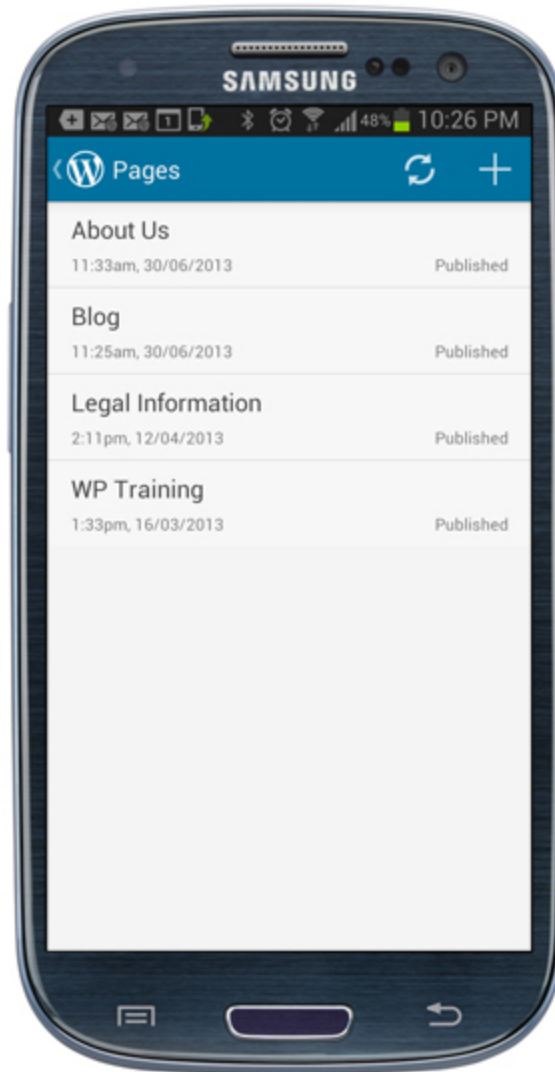 SAMSUNG
1 48% 10:26 PM
Pages
About Us
11:33am, 30/06/2013 Published
Blog
11:25am, 30/06/2013 Published
Legal Information
2:11pm, 12/04/2013 Published
WP Training
1:33pm, 16/03/2013 Published